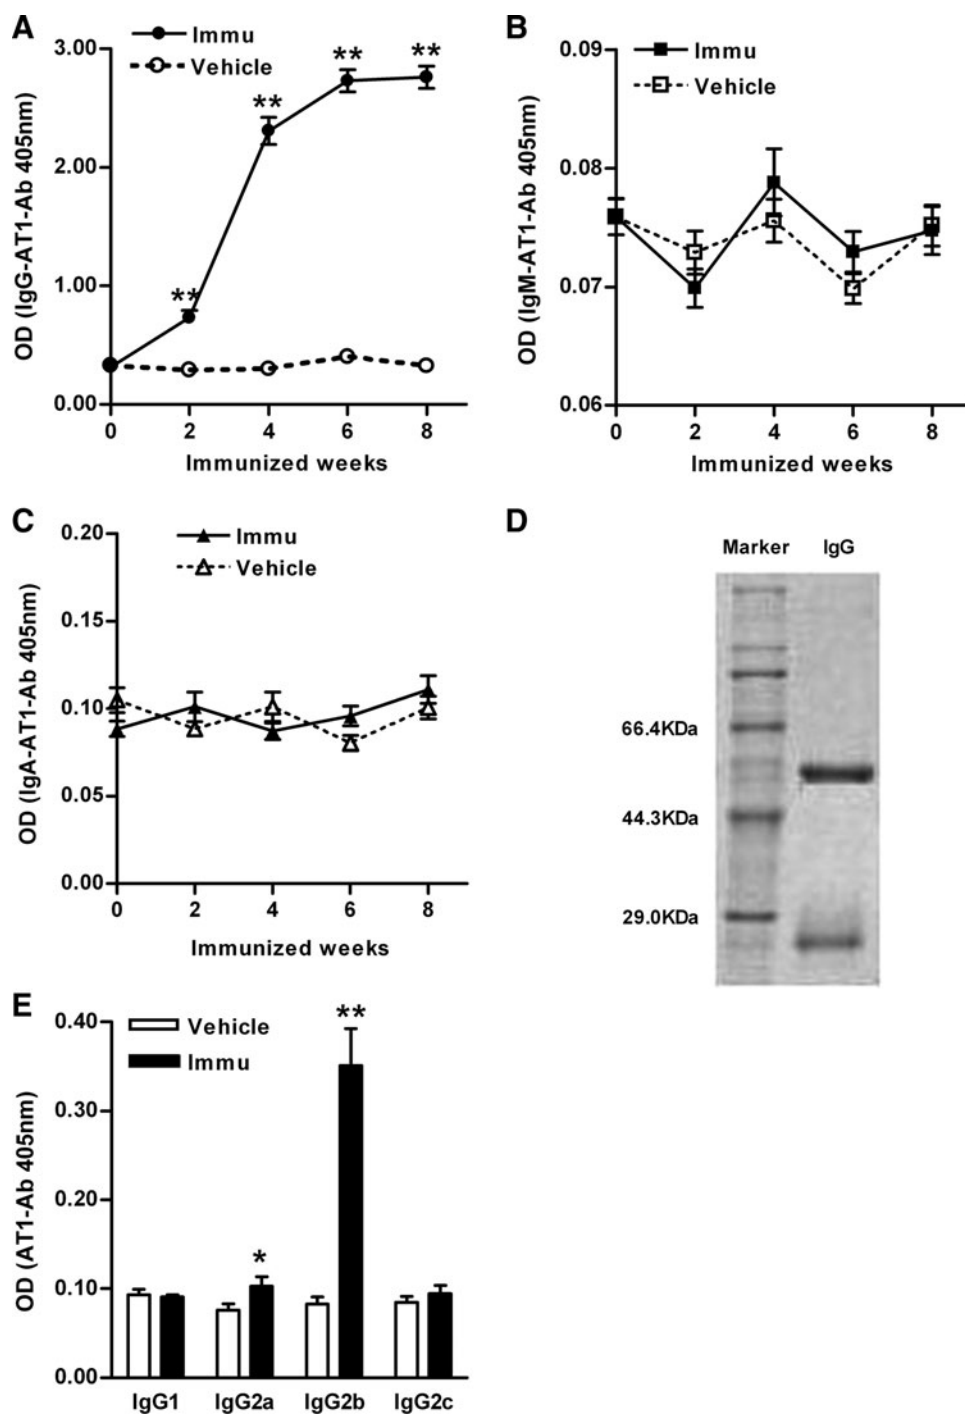 A
Immu
Vehicle
OD (IgG-AT1-Ab 405nm)
3.00
2.00
1.00
0.00
**
**
**
**
0 2 4 6 8
Immunized weeks
B
Immu
Vehicle
OD (IgM-AT1-Ab 405nm)
0.09
0.08
0.07
0.06
0 2 4 6 8
Immunized weeks
C
Immu
Vehicle
OD (IgA-AT1-Ab 405nm)
0.20
0.15
0.10
0.05
0.00
0 2 4 6 8
Immunized weeks
D
Marker IgG
66.4KDa
44.3KDa
29.0KDa
E
Vehicle
Immu
OD (AT1-Ab 405nm)
0.40
0.30
0.20
0.10
0.00
*
**
IgG1 IgG2a IgG2b IgG2c